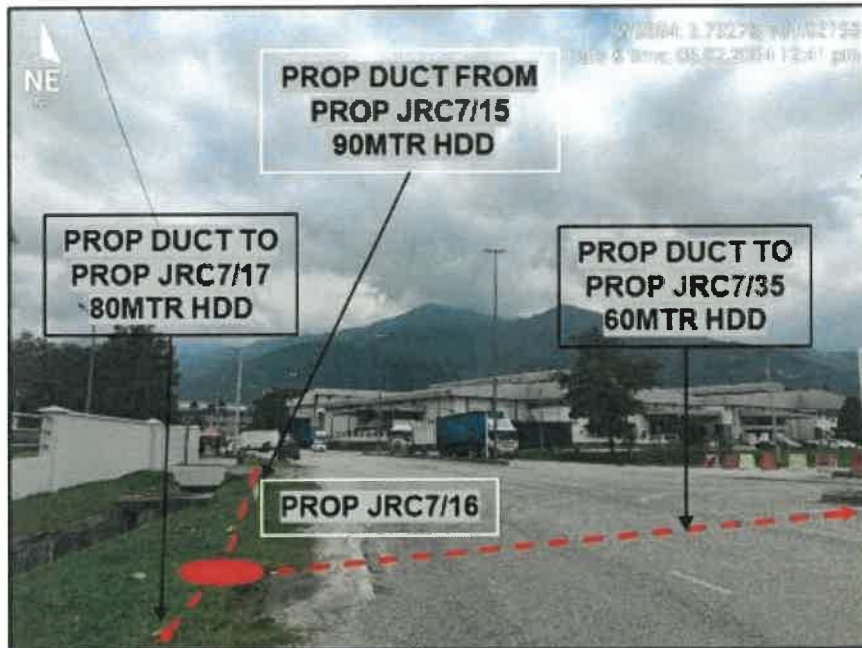 NE
PROP DUCT FROM
PROP JRC7/15
90MTR HDD
PROP DUCT TO
PROP JRC7/17
80MTR HDD
PROP DUCT TO
PROP JRC7/35
60MTR HDD
PROP JRC7/16